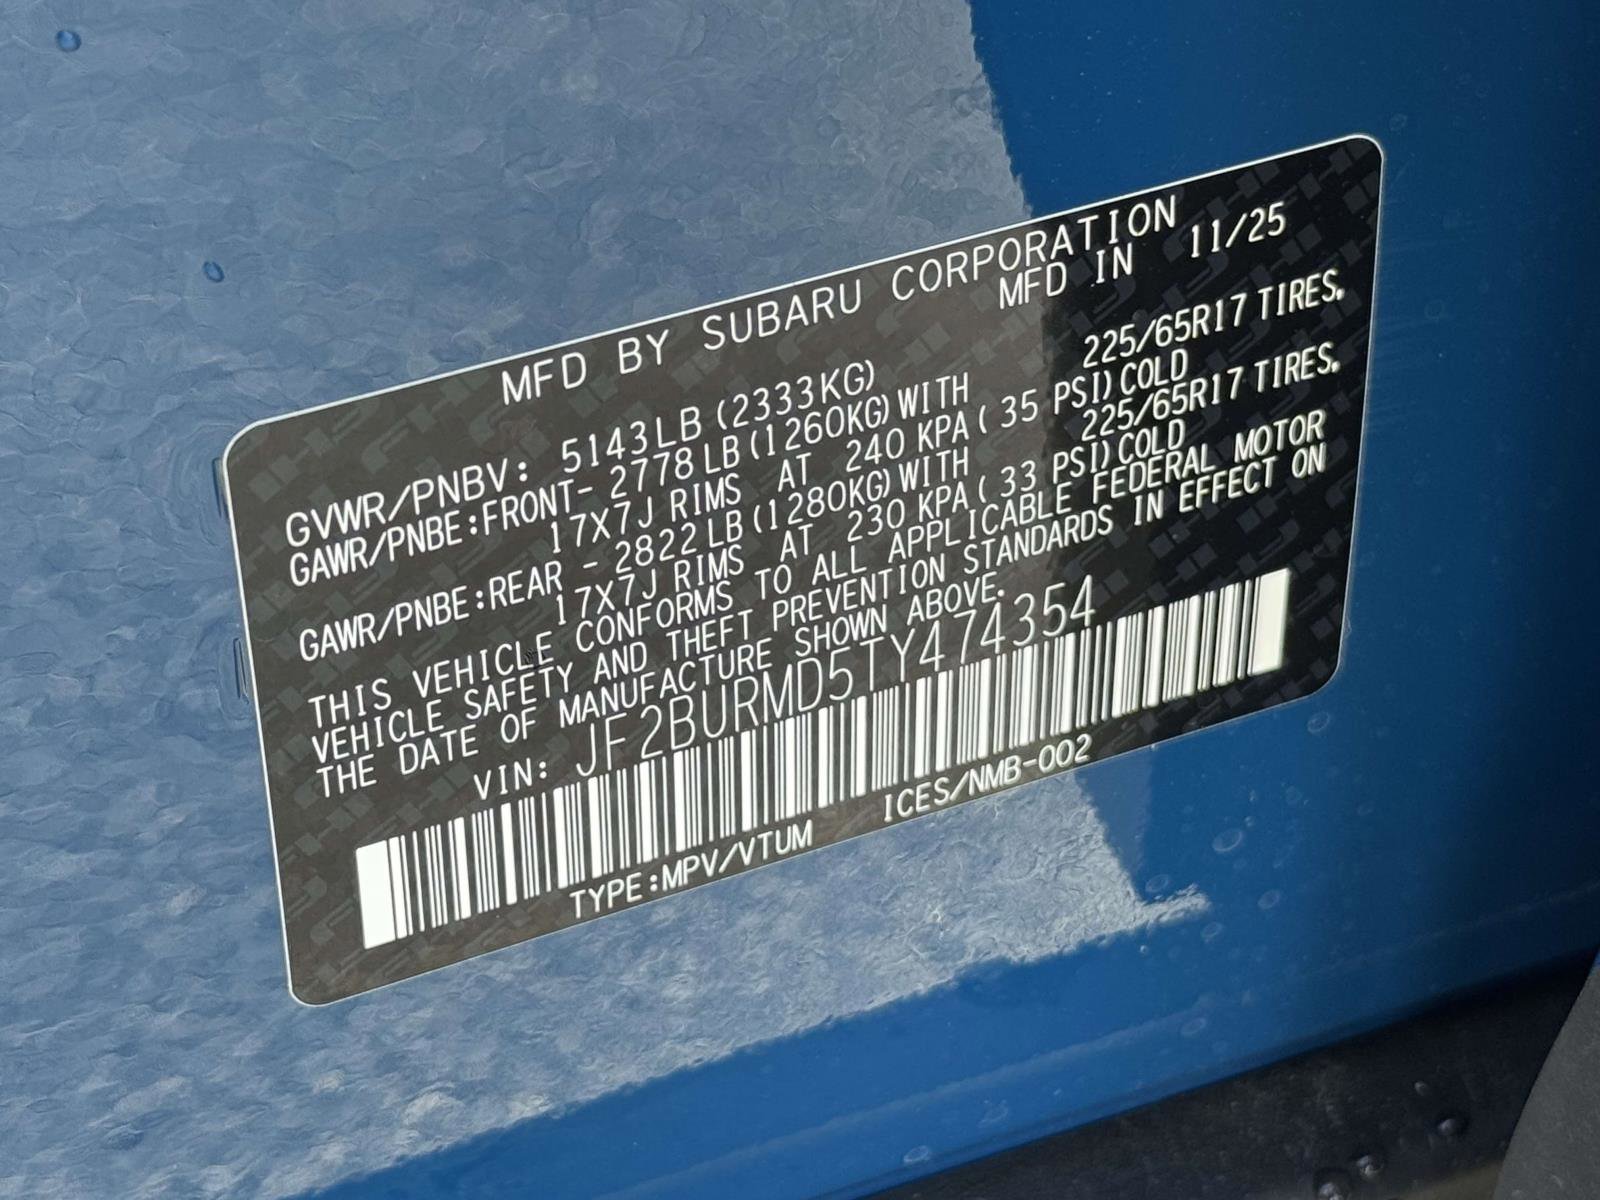 MFD BY SUBARU CORPORATION
MFD IN 11/25
GVWR/PNBV: 5143LB (2333KG)
GAWR/PNBE:FRONT- 2778LB(1260KG)WITH 225/65R17 TIRES,
17X7J RIMS AT 240 KPA( 35 PSI)COLD
GAWR/PNBE:REAR - 2822LB(1280KG)WITH 225/65R17 TIRES,
17X7J RIMS AT 230 KPA( 33 PSI)COLD
THIS VEHICLE CONFORMS TO ALL APPLICABLE FEDERAL MOTOR
VEHICLE SAFETY AND THEFT PREVENTION STANDARDS IN EFFECT ON
THE DATE OF MANUFACTURE SHOWN ABOVE.
VIN: JF2BURMD5TY474354
TYPE:MPV/VTUM ICES/NMB-002